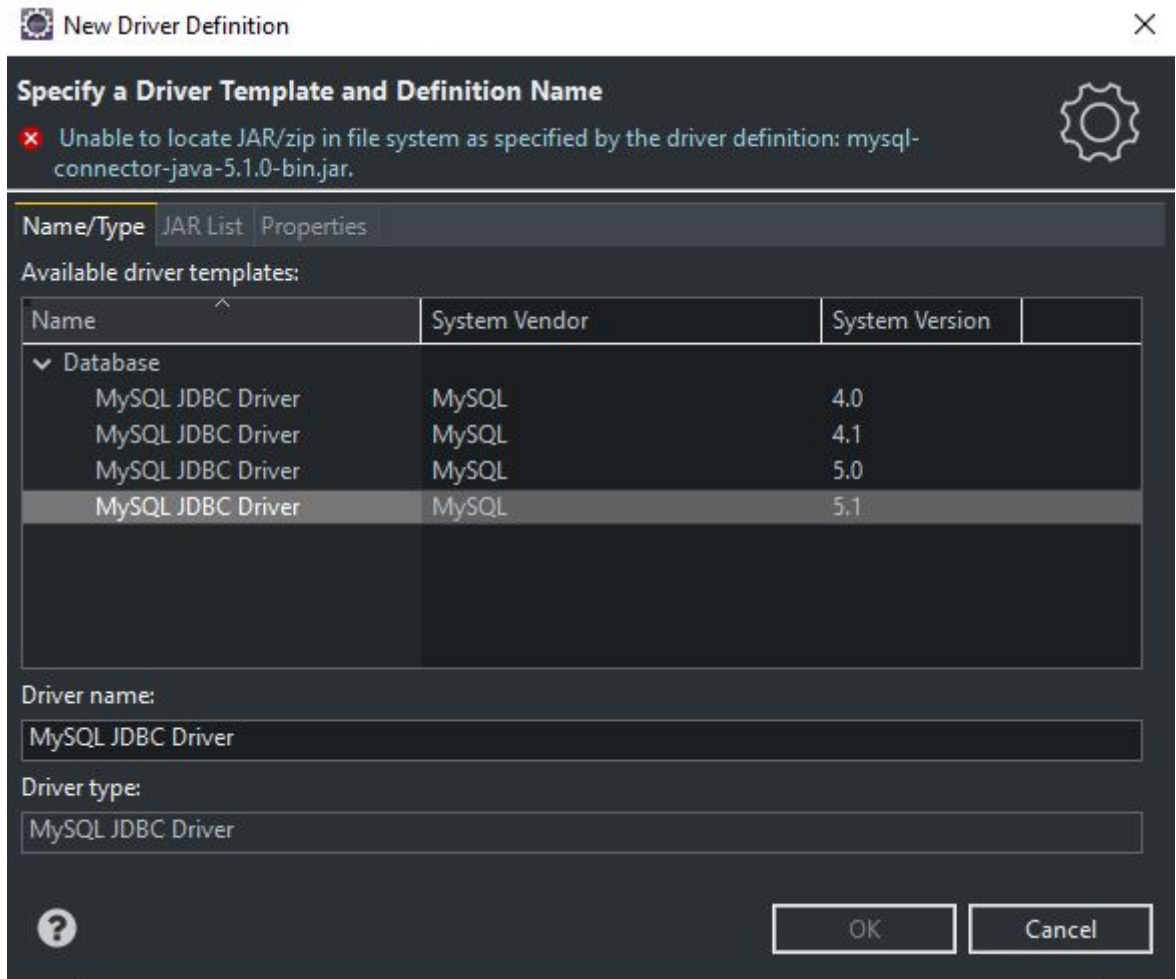 New Driver Definition
Specify a Driver Template and Definition Name
Unable to locate JAR/zip in file system as specified by the driver definition: mysql-
connector-java-5.1.0-bin.jar.
Name/Type JAR List Properties
Available driver templates:
Name System Vendor System Version
Database
MySQL JDBC Driver MySQL 4.0
MySQL JDBC Driver MySQL 4.1
MySQL JDBC Driver MySQL 5.0
MySQL JDBC Driver MySQL 5.1
Driver name:
MySQL JDBC Driver
Driver type:
MySQL JDBC Driver
? OK Cancel